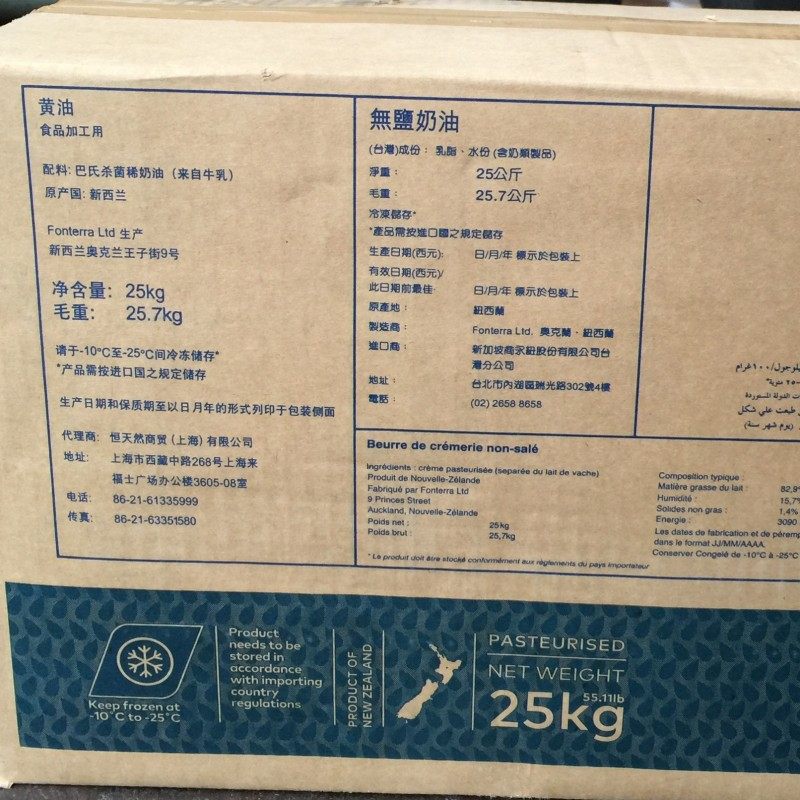 黄油
食品加工用
配料: 巴氏杀菌稀奶油（来自牛乳）
原产国: 新西兰
Fonterra Ltd 生产
新西兰奥克兰王子街9号
净含量: 25kg
毛重: 25.7kg
请于-10°C至-25°C间冷冻储存*
*产品需按进口国之规定储存
生产日期和保质期至以日月年的形式列印于包装侧面
代理商: 恒天然商贸（上海）有限公司
地址: 上海市西藏中路268号上海来
福士广场办公楼3605-08室
电话: 86-21-61335999
传真: 86-21-63351580
無鹽奶油
(台灣)成份： 乳脂、水份 (含奶類製品)
淨重： 25公斤
毛重： 25.7公斤
冷凍儲存*
*產品需按進口國之規定儲存
生產日期(西元): 日/月/年 標示於包裝上
有效日期(西元)/
此日期前最佳: 日/月/年 標示於包裝上
原產地： 紐西蘭
製造商： Fonterra Ltd. 奧克蘭、紐西蘭
進口商： 新加坡商永紐股份有限公司台
灣分公司
地址： 台北市內湖區瑞光路302號4樓
電話： (02) 2658 8658
Beurre de crémerie non-salé
Ingrédients : crème pasteurisée (separée du lait de vache)
Produit de Nouvelle-Zélande
Fabriqué par Fonterra Ltd
9 Princes Street
Auckland, Nouvelle-Zélande
Poids net : 25kg
Poids brut : 25,7kg
* Le produit doit être stocké conformément aux règlements du pays importateur
Composition typique :
Matière grasse du lait : 82,9%
Humidité : 15,7%
Solides non gras : 1,4%
Energie : 3090
Les dates de fabrication et de péremp
dans le format JJ/MM/AAAA.
Conserver Congelé de -10°C à -25°C
Keep frozen at
-10°C to -25°C
Product
needs to be
stored in
accordance
with importing
country
regulations
PRODUCT OF
NEW ZEALAND
PASTEURISED
NET WEIGHT
55.11lb
25kg